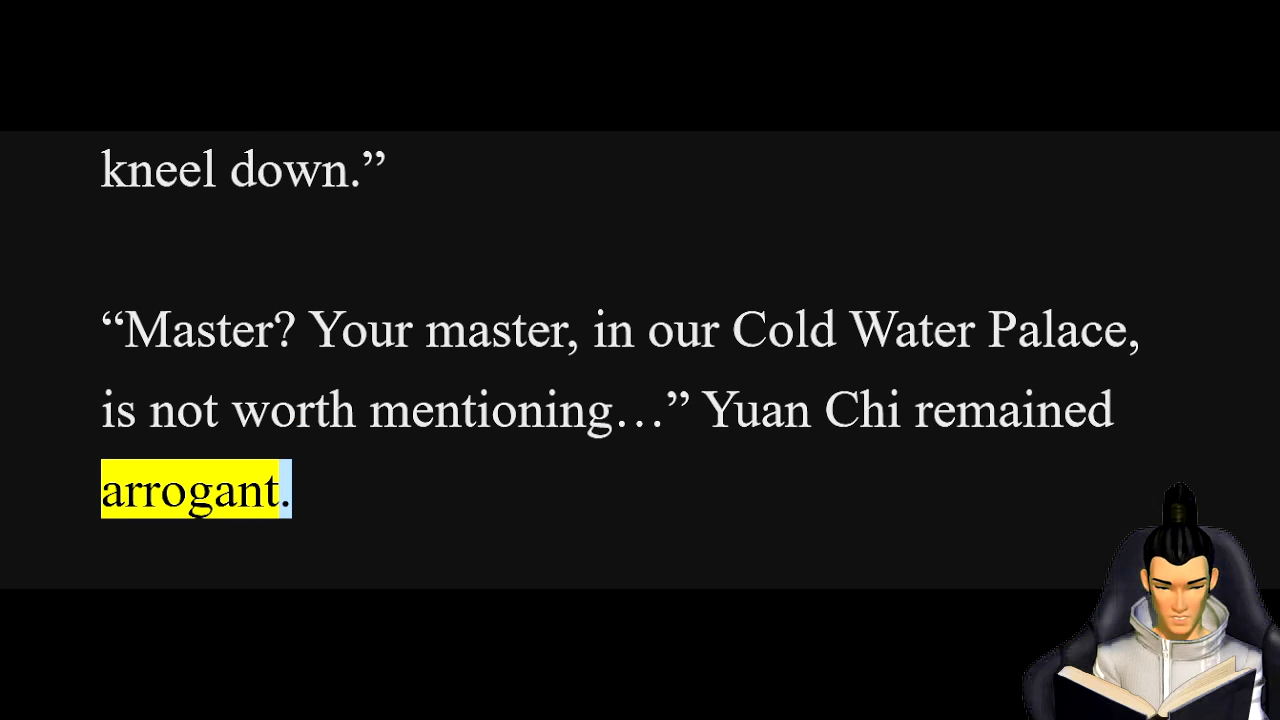 kneel down.”
“Master? Your master, in our Cold Water Palace,
is not worth mentioning…” Yuan Chi remained
arrogant.